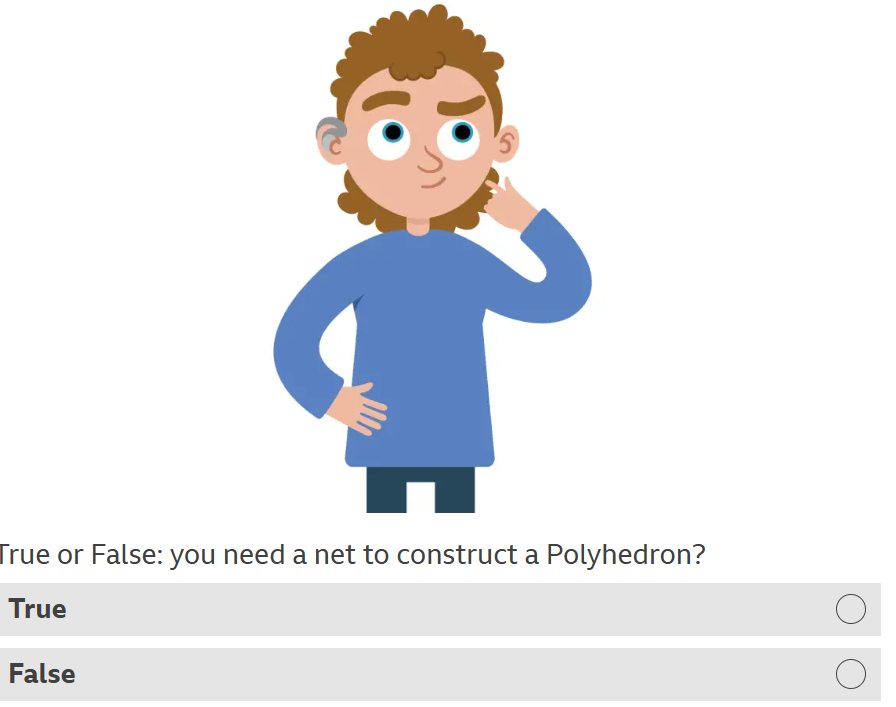 True or False: you need a net to construct a Polyhedron?
True
False